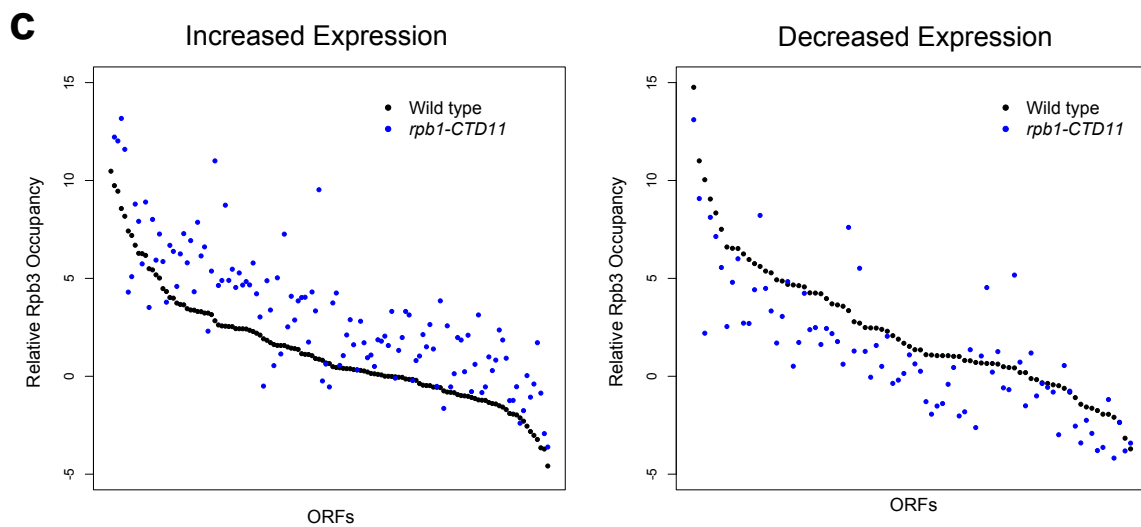 c
Increased Expression
Relative Rpb3 Occupancy
15
10
5
0
-5
Wild type
rpb1-CTD11
ORFs
Decreased Expression
Relative Rpb3 Occupancy
15
10
5
0
-5
Wild type
rpb1-CTD11
ORFs